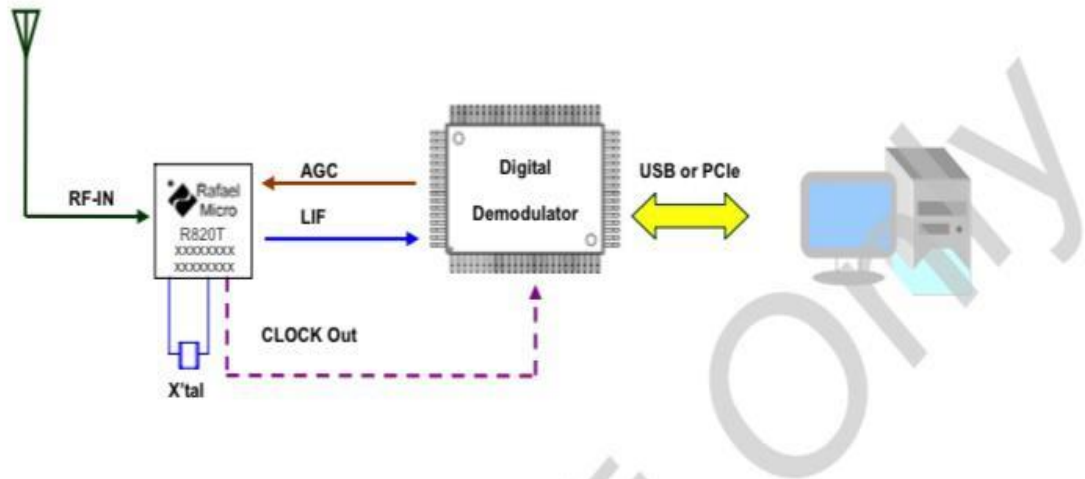 RF-IN
Rafael
Micro
R820T
XXXXXXXX
XXXXXXXX
X'tal
AGC
LIF
CLOCK Out
Digital
Demodulator
USB or PCIe
Only